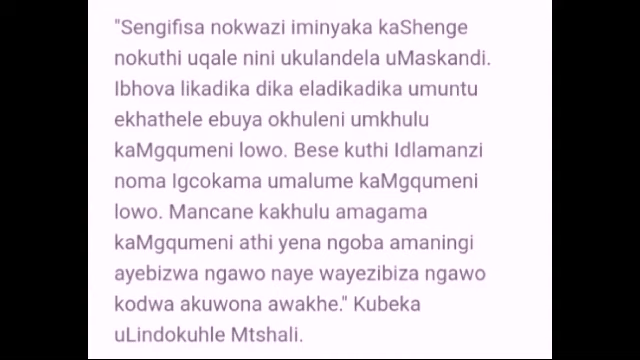 "Sengifisa nokwazi iminyaka kaShenge
nokuthi uqale nini ukulandela uMaskandi.
Ibhova likadika dika eladikadika umuntu
ekhathele ebuya okhuleni umkhulu
kaMgqumeni lowo. Bese kuthi Idlamanzi
noma Igcokama umalume kaMgqumeni
lowo. Mancane kakhulu amagama
kaMgqumeni athi yena ngoba amaningi
ayebizwa ngawo naye wayezibiza ngawo
kodwa akuwona awakhe." Kubeka
uLindokuhle Mtshali.